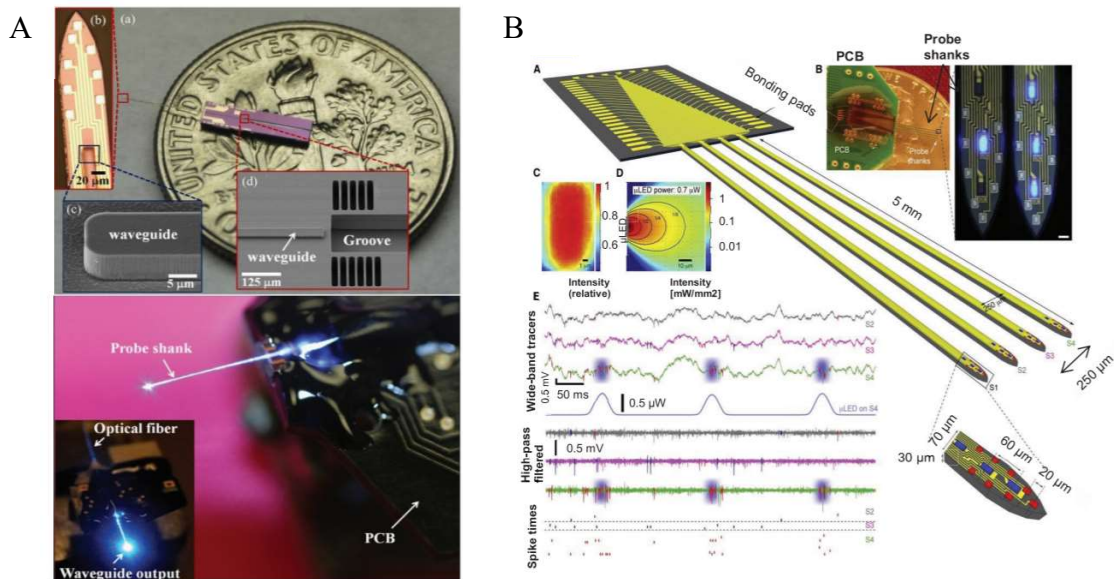 A
(b)
(a)
UNITED STATES OF AMERICA
20 µm
(c)
waveguide
5 µm
(d)
waveguide
Groove
125 µm
Probe shank
Optical fiber
Waveguide output
PCB
B
A
Bonding pads
PCB
B
Probe
shanks
PCB
Probe
shanks
5 mm
C
D
µLED power: 0.7 µW
1
0.8
0.6
µLED
10 µm
1
0.1
0.01
Intensity
(relative)
Intensity
[mW/mm2]
250 µm
S4
S3
S2
S1
250 µm
E
Wide-band tracers
S2
S3
S4
0.5 mV
50 ms
0.5 µW
µLED on S4
High-pass
filtered
0.5 mV
Spike times
S2
S3
S4
70 µm
30 µm
60 µm
20 µm